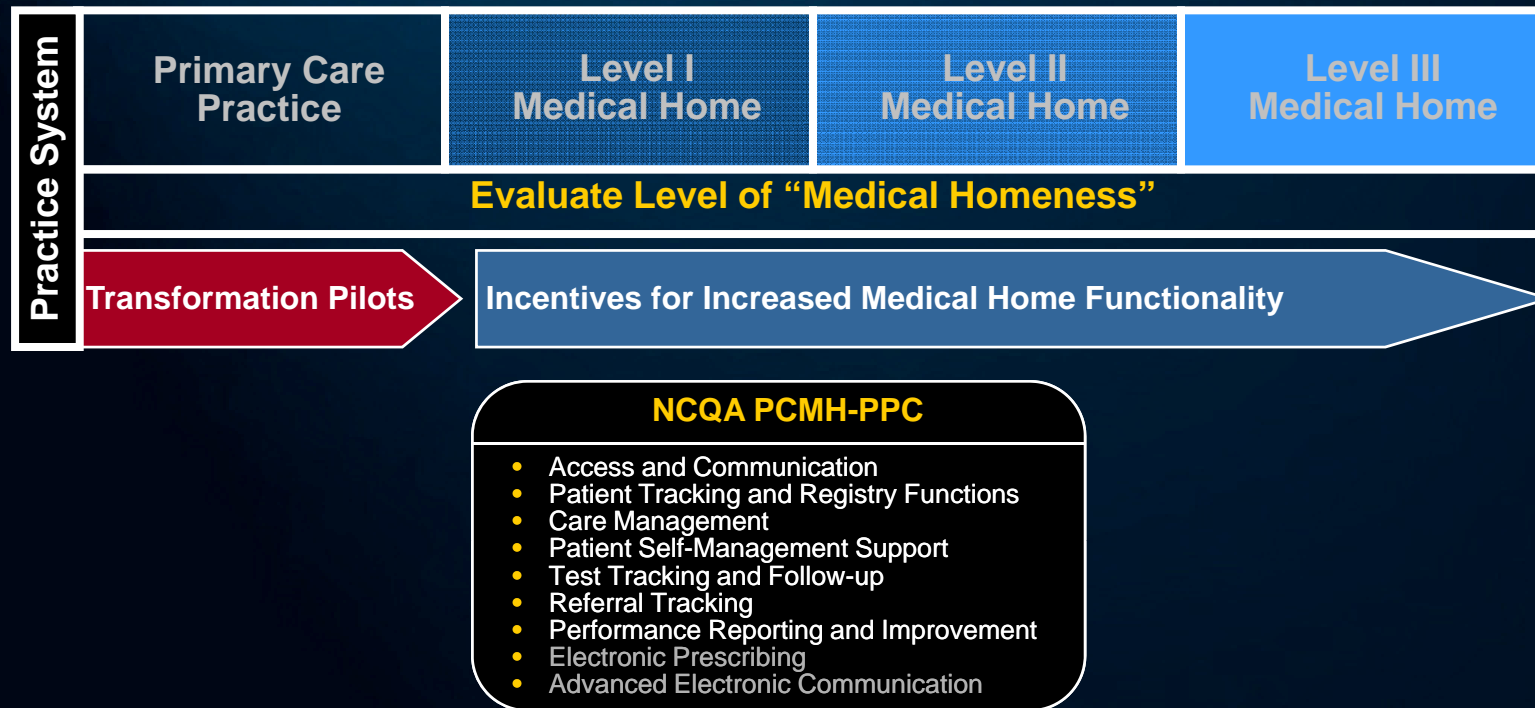 Practice System
Primary Care
Practice
Level I
Medical Home
Level II
Medical Home
Level III
Medical Home
Evaluate Level of “Medical Homeness”
Transformation Pilots
Incentives for Increased Medical Home Functionality
NCQA PCMH-PPC
• Access and Communication
• Patient Tracking and Registry Functions
• Care Management
• Patient Self-Management Support
• Test Tracking and Follow-up
• Referral Tracking
• Performance Reporting and Improvement
• Electronic Prescribing
• Advanced Electronic Communication